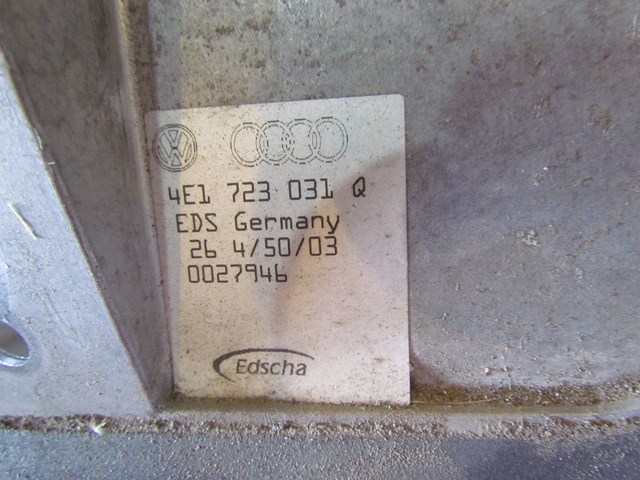 4E1 723 031 Q
EDS Germany
26 4/50/03
0027946
Edscha